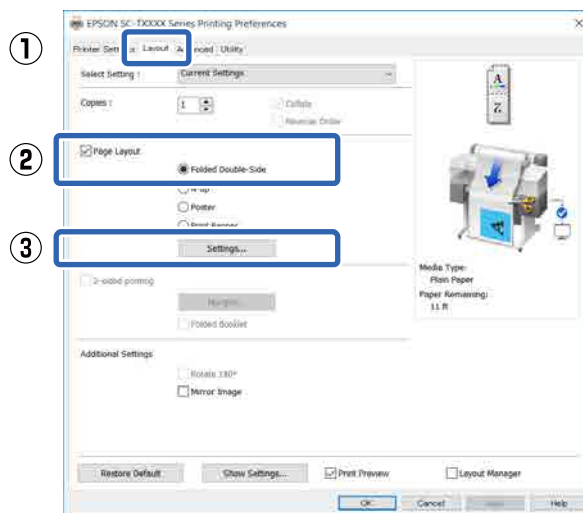 EPSON SC-TXXXX Series Printing Preferences
1
Layout
Utility
Select Setting :
Current Settings
Copies :
1
Collate
Reverse Order
A
Z
2
Page Layout
Folded Double-Side
N-up
Poster
Print Banner
3
Settings...
Media Type:
Plain Paper
Paper Remaining:
11 ft
2-sided printing
Margins...
Folded Booklet
Additional Settings
Rotate 180°
Mirror Image
Restore Default
Show Settings...
Print Preview
Layout Manager
OK
Cancel
Help